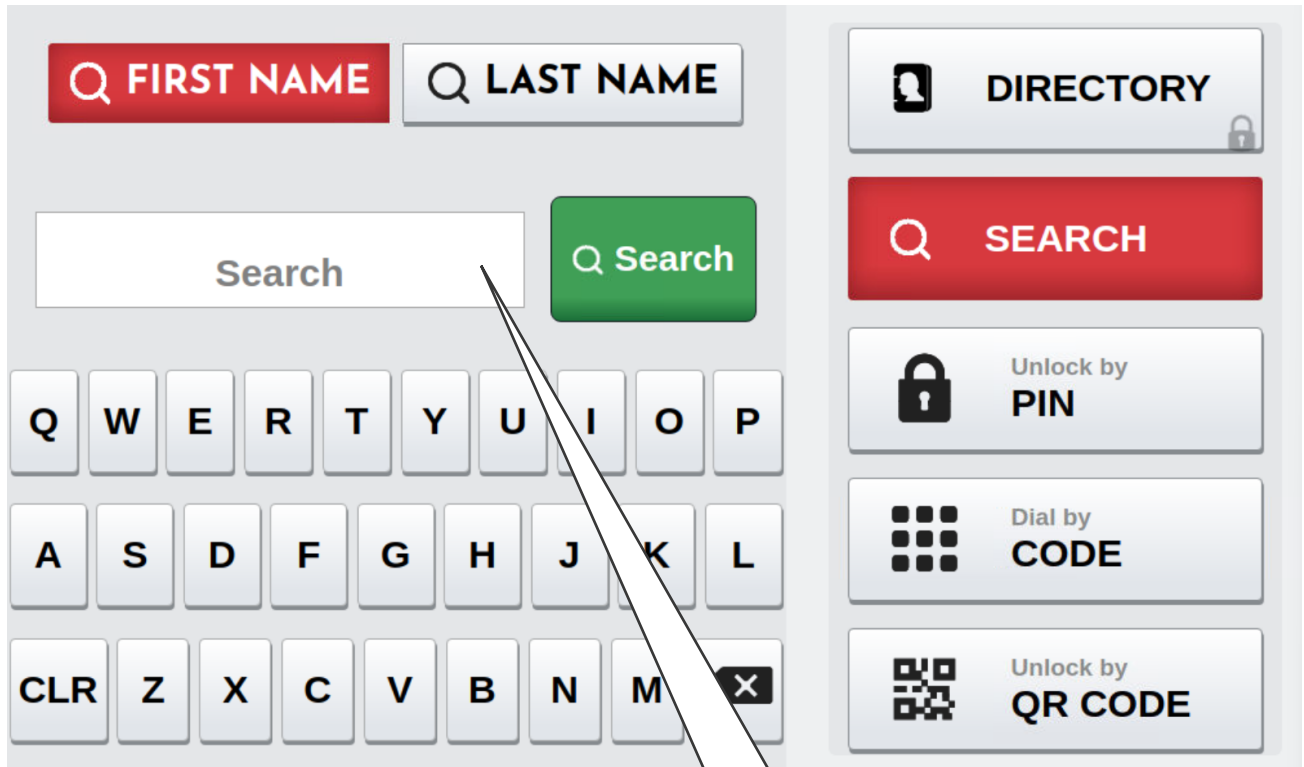 FIRST NAME LAST NAME
Search Search
Q W E R T Y U I O P
A S D F G H J K L
CLR Z X C V B N M
DIRECTORY
SEARCH
Unlock by
PIN
Dial by
CODE
Unlock by
QR CODE